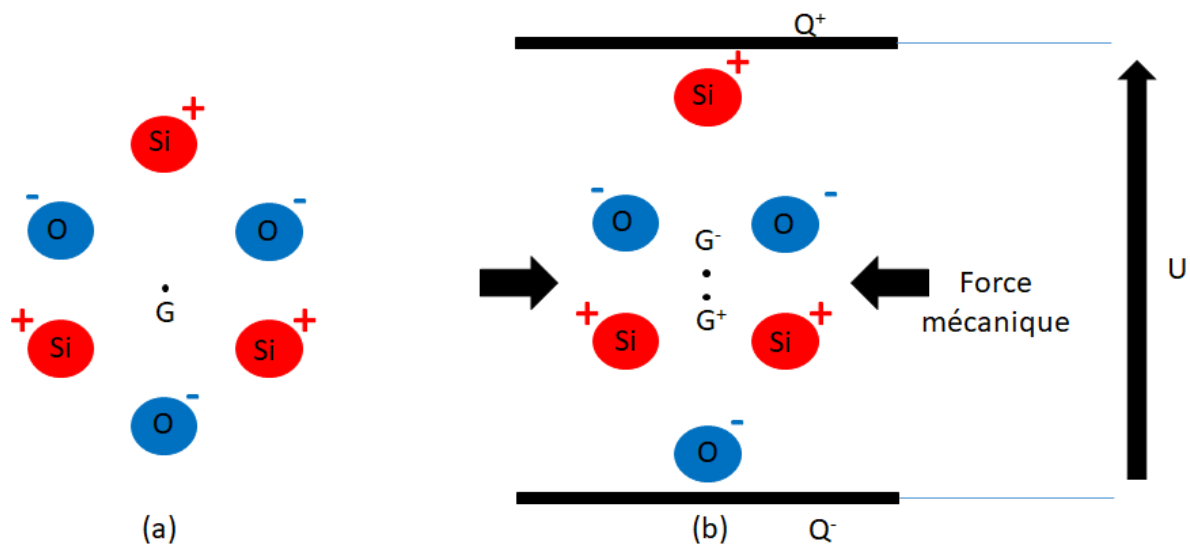 Si +
- O
O -
G
+ Si
Si +
O -
(a)
Q⁺
Si +
- O
O -
G⁻
G⁺
+ Si
Si +
O -
Force
mécanique
U
(b)
Q⁻